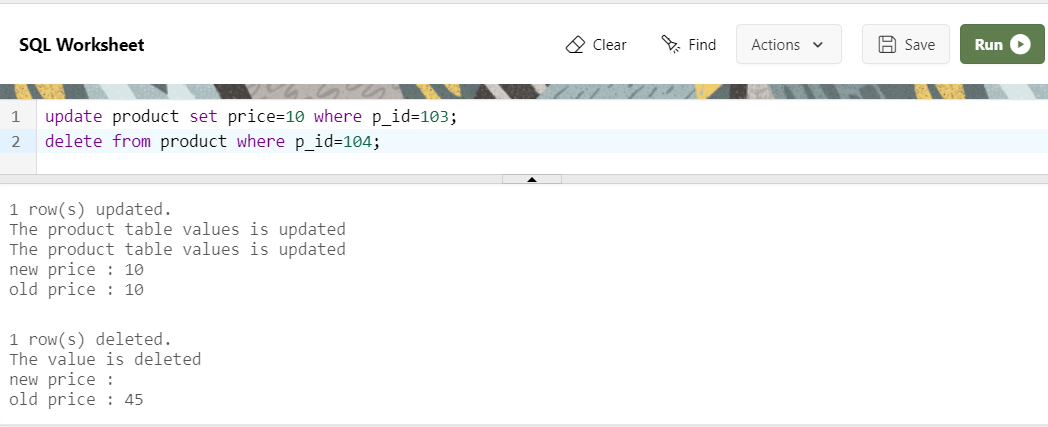 SQL Worksheet Clear Find Actions Save Run
1 update product set price=10 where p_id=103;
2 delete from product where p_id=104;
1 row(s) updated.
The product table values is updated
The product table values is updated
new price : 10
old price : 10
1 row(s) deleted.
The value is deleted
new price :
old price : 45